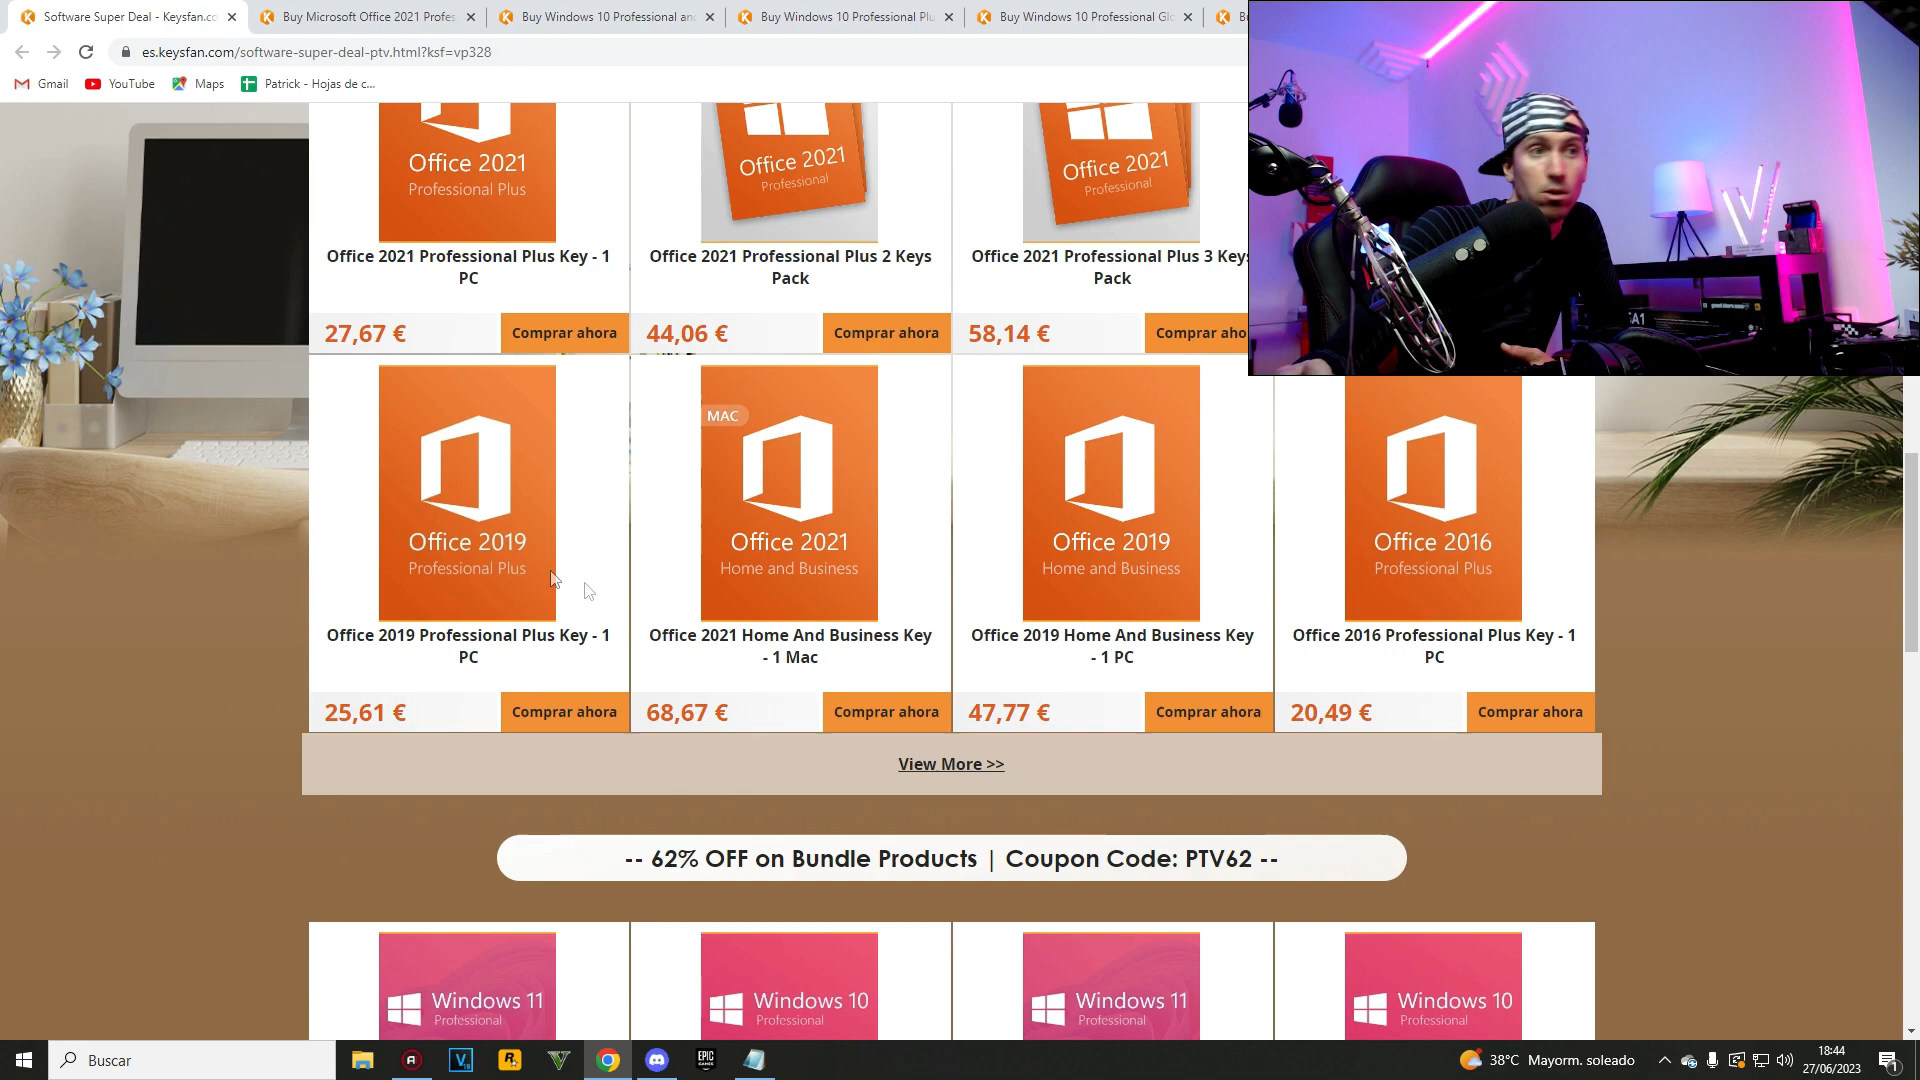 Software Super Deal - Keysfan.co
Buy Microsoft Office 2021 Profes
Buy Windows 10 Professional an
Buy Windows 10 Professional Plu
Buy Windows 10 Professional Glo
es.keysfan.com/software-super-deal-ptv.html?ksf=vp328
Gmail
YouTube
Maps
Patrick - Hojas de c...
Office 2021
Professional Plus
Office 2021
Professional
Office 2021
Professional
Office 2021 Professional Plus Key - 1
PC
Office 2021 Professional Plus 2 Keys
Pack
Office 2021 Professional Plus 3 Keys
Pack
27,67 €
Comprar ahora
44,06 €
Comprar ahora
58,14 €
Comprar aho
MAC
Office 2019
Professional Plus
Office 2021
Home and Business
Office 2019
Home and Business
Office 2016
Professional Plus
Office 2019 Professional Plus Key - 1
PC
Office 2021 Home And Business Key
- 1 Mac
Office 2019 Home And Business Key
- 1 PC
Office 2016 Professional Plus Key - 1
PC
25,61 €
Comprar ahora
68,67 €
Comprar ahora
47,77 €
Comprar ahora
20,49 €
Comprar ahora
View More >>
-- 62% OFF on Bundle Products | Coupon Code: PTV62 --
Windows 11
Professional
Windows 10
Professional
Windows 11
Professional
Windows 10
Professional
Buscar
EPIC
GAMES
38°C Mayorm. soleado
18:44
27/06/2023